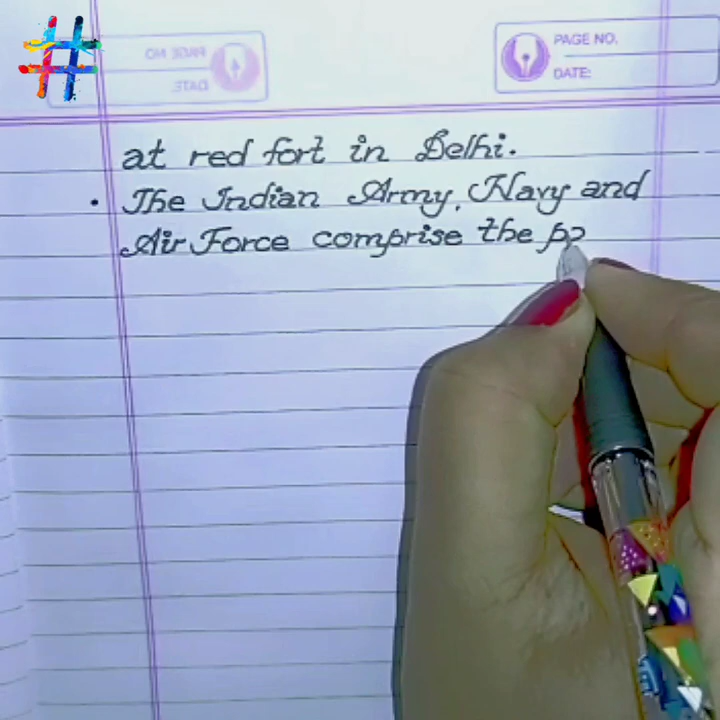 PAGE NO.
DATE:
at red fort in Delhi.
• The Indian Army, Navy and
Air Force comprise the